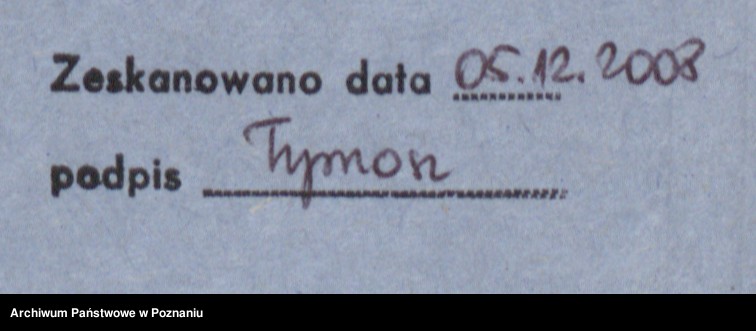 Zeskanowano data 05.12.2008
podpis Tymon
Archiwum Państwowe w Poznaniu